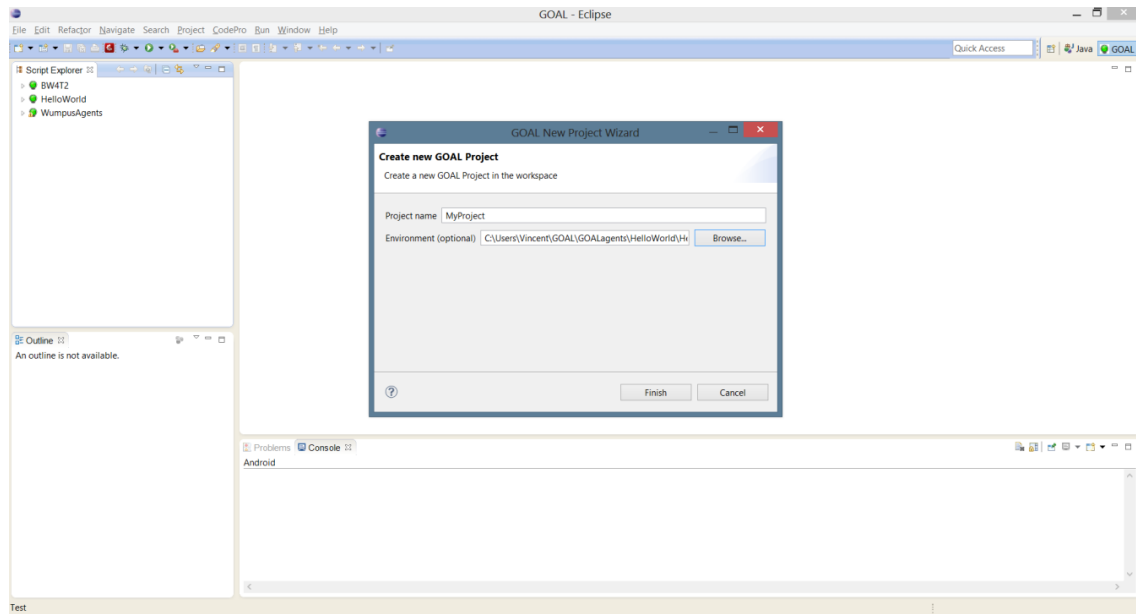 GOAL - Eclipse
File Edit Refactor Navigate Search Project CodePro Run Window Help
Quick Access Java GOAL
Script Explorer
BW4T2
HelloWorld
WumpusAgents
GOAL New Project Wizard
Create new GOAL Project
Create a new GOAL Project in the workspace
Project name MyProject
Environment (optional) C:\Users\Vincent\GOAL\GOALagents\HelloWorld\He Browse...
Finish Cancel
Outline
An outline is not available.
Problems Console
Android
Test